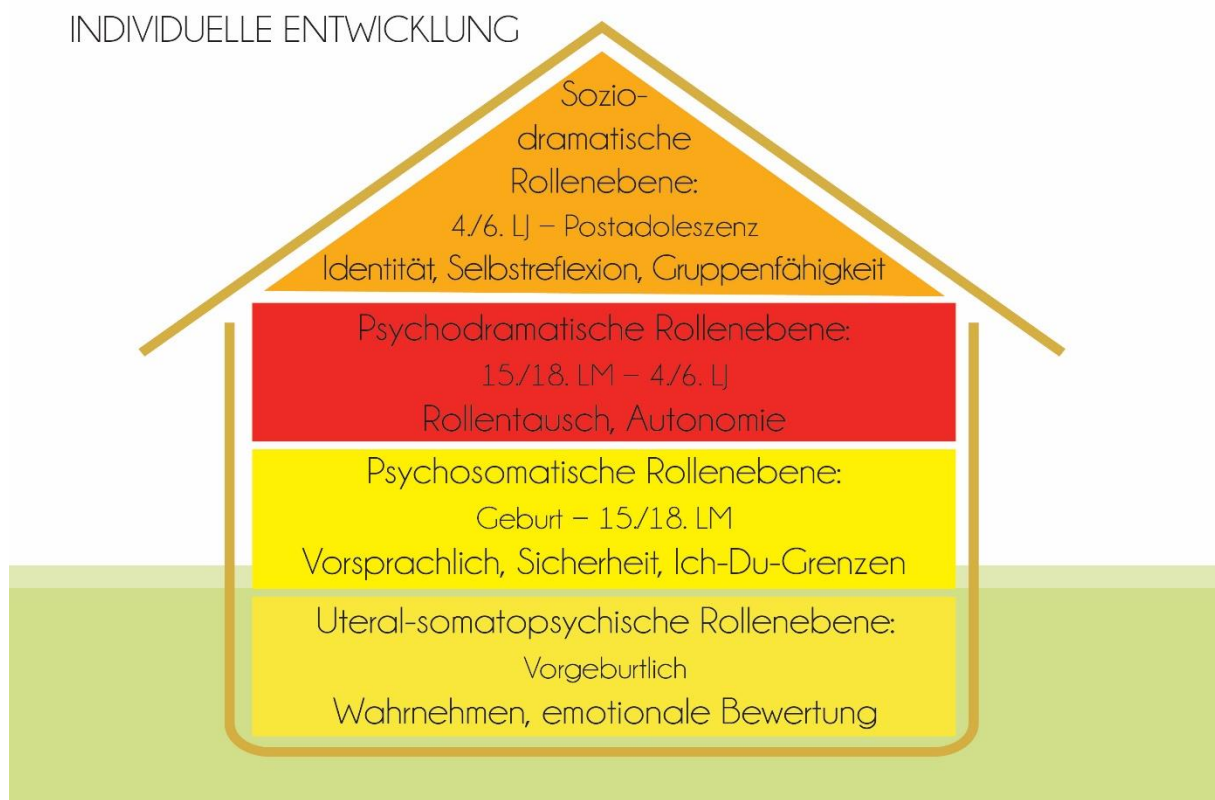 INDIVIDUELLE ENTWICKLUNG
Sozio-
dramatische
Rollenebene:
4./6. LJ – Postadoleszenz
Identität, Selbstreflexion, Gruppenfähigkeit
Psychodramatische Rollenebene:
15./18. LM – 4./6. LJ
Rollentausch, Autonomie
Psychosomatische Rollenebene:
Geburt – 15./18. LM
Vorsprachlich, Sicherheit, Ich-Du-Grenzen
Uteral-somatopsychische Rollenebene:
Vorgeburtlich
Wahrnehmen, emotionale Bewertung